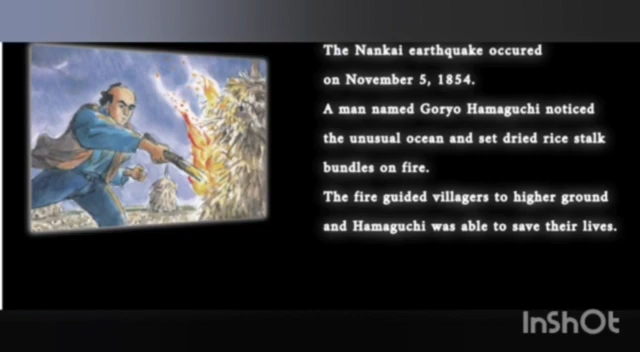 The Nankai earthquake occured
on November 5, 1854.
A man named Goryo Hamaguchi noticed
the unusual ocean and set dried rice stalk
bundles on fire.
The fire guided villagers to higher ground
and Hamaguchi was able to save their lives.
InShOt